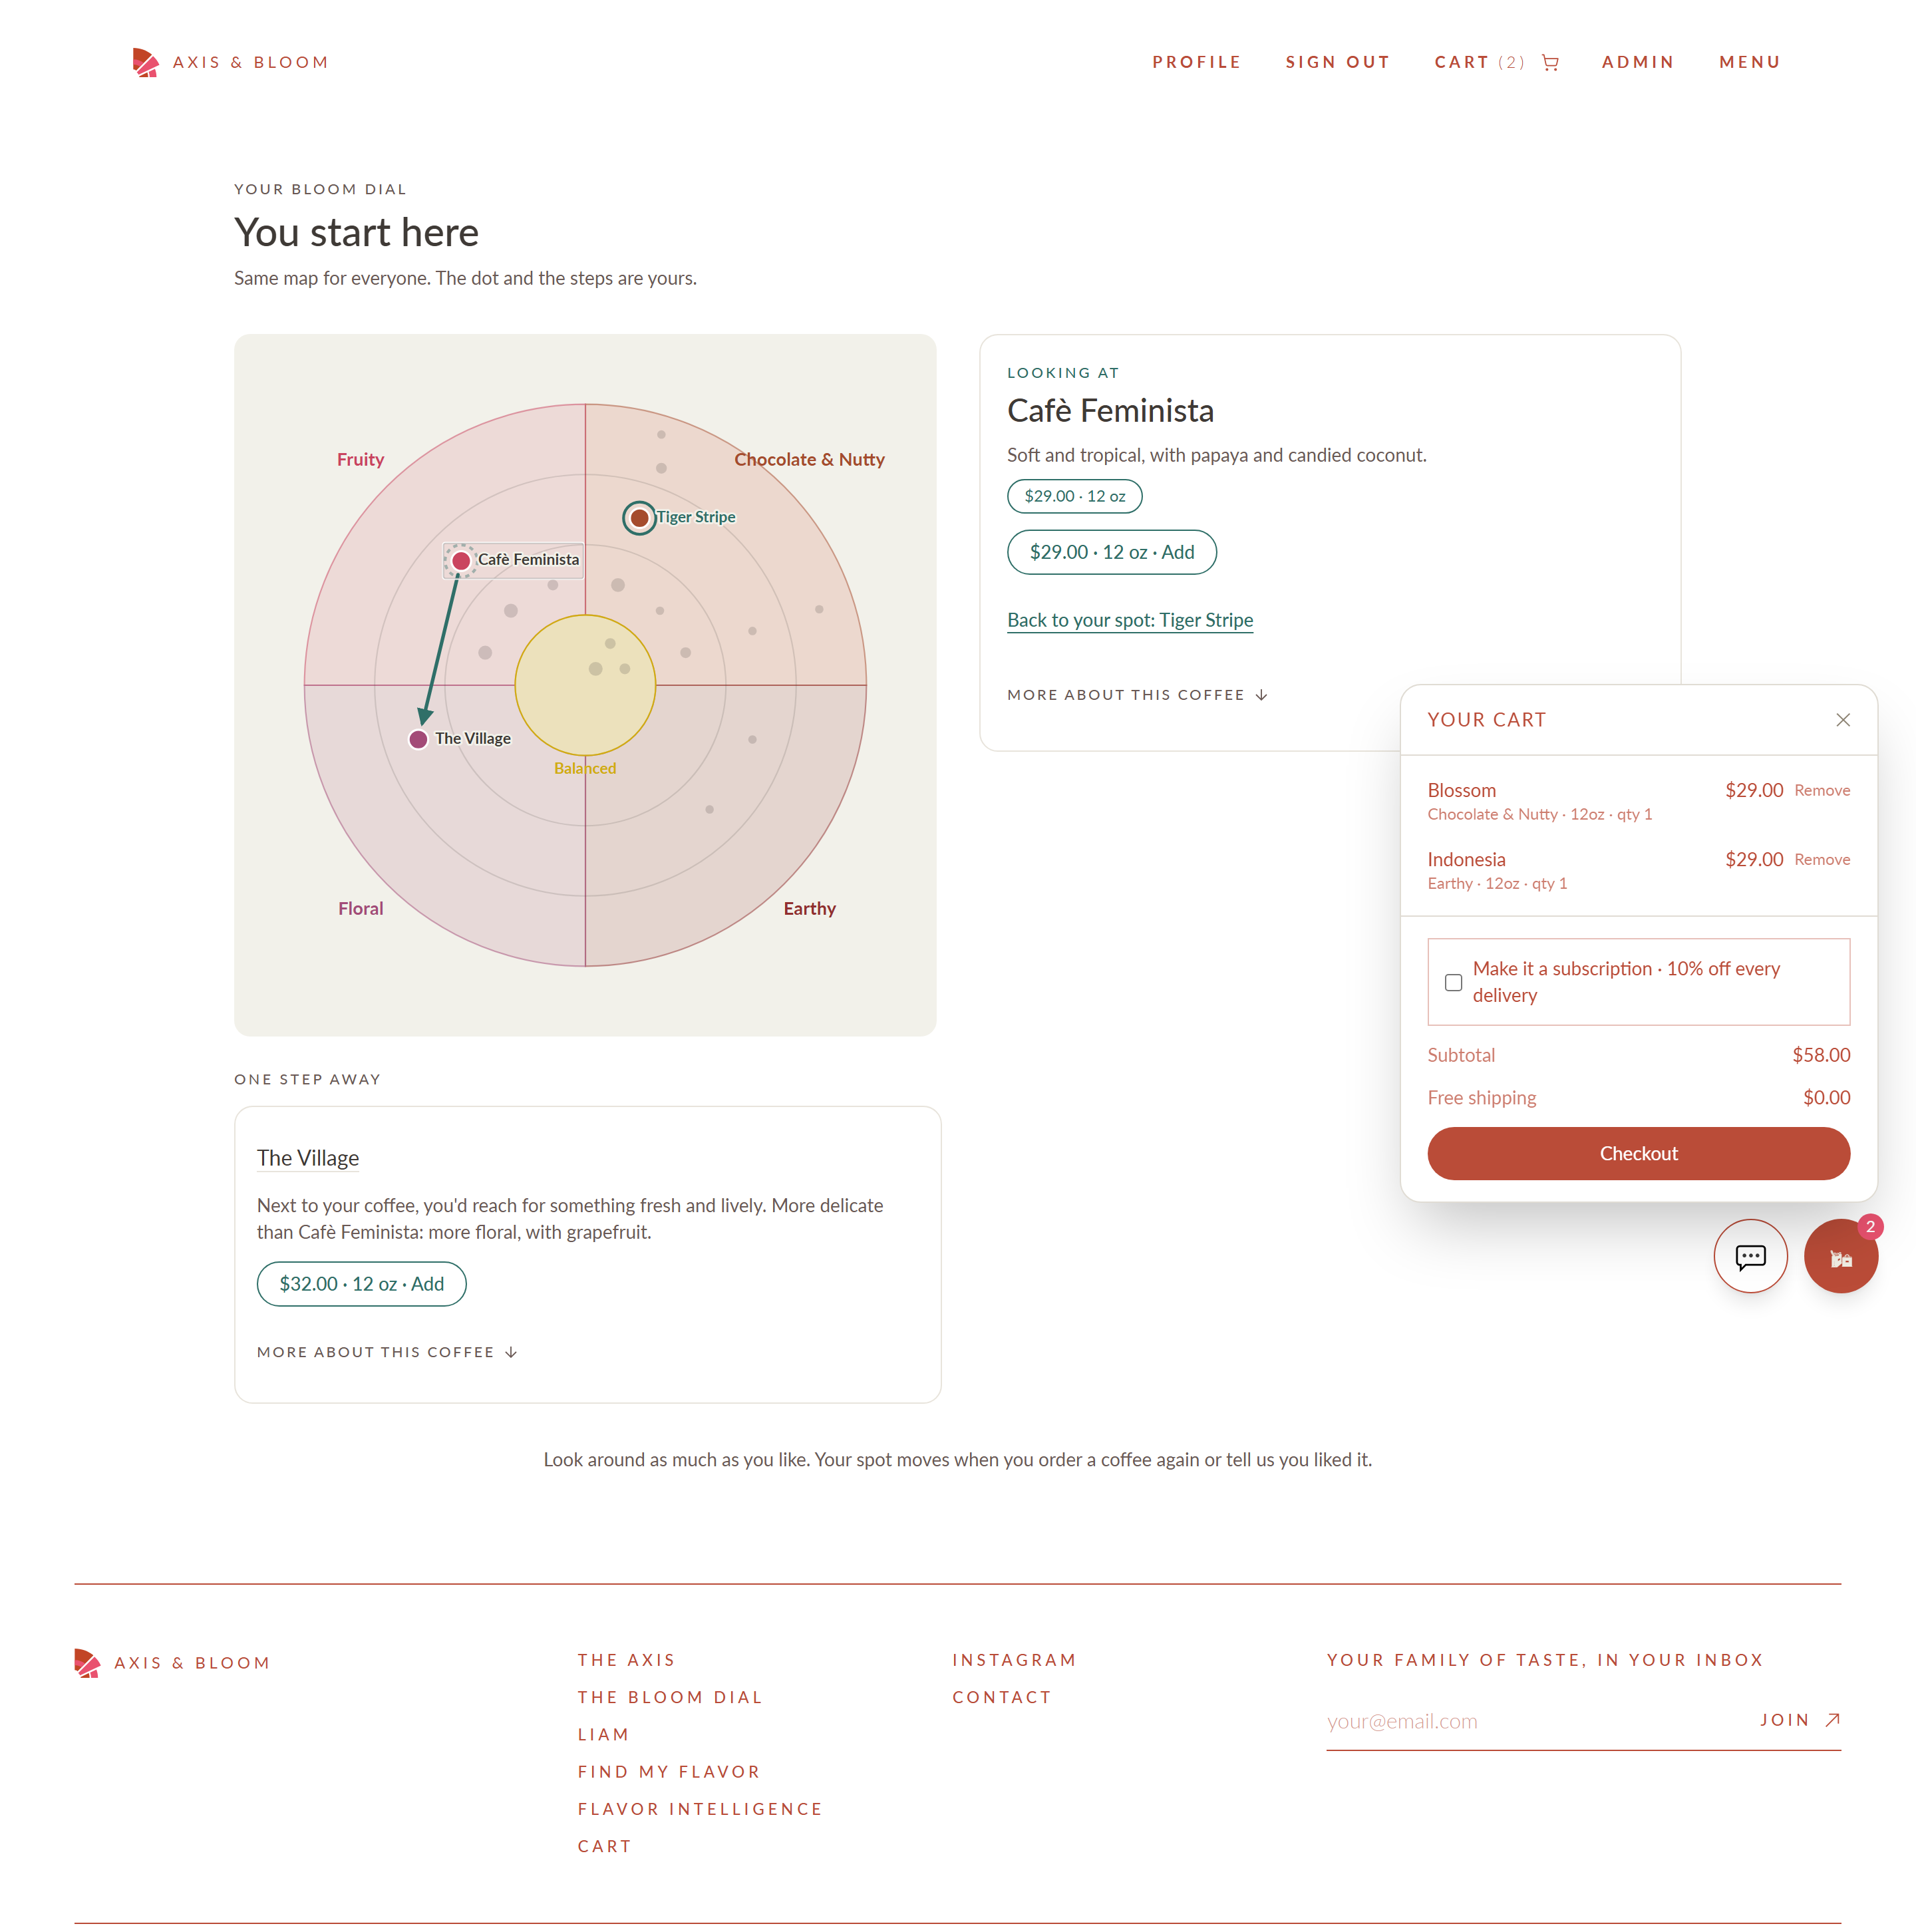 AXIS & BLOOM
PROFILE
SIGN OUT
CART (2)
ADMIN
MENU
YOUR BLOOM DIAL
You start here
Same map for everyone. The dot and the steps are yours.
Fruity
Chocolate & Nutty
Tiger Stripe
Cafè Feminista
The Village
Balanced
Floral
Earthy
LOOKING AT
Cafè Feminista
Soft and tropical, with papaya and candied coconut.
$29.00 · 12 oz
$29.00 · 12 oz · Add
Back to your spot: Tiger Stripe
MORE ABOUT THIS COFFEE ↓
YOUR CART
Blossom $29.00 Remove
Chocolate & Nutty · 12oz · qty 1
Indonesia $29.00 Remove
Earthy · 12oz · qty 1
Make it a subscription · 10% off every
delivery
Subtotal $58.00
Free shipping $0.00
Checkout
2
ONE STEP AWAY
The Village
Next to your coffee, you'd reach for something fresh and lively. More delicate
than Cafè Feminista: more floral, with grapefruit.
$32.00 · 12 oz · Add
MORE ABOUT THIS COFFEE ↓
Look around as much as you like. Your spot moves when you order a coffee again or tell us you liked it.
AXIS & BLOOM
THE AXIS
THE BLOOM DIAL
LIAM
FIND MY FLAVOR
FLAVOR INTELLIGENCE
CART
INSTAGRAM
CONTACT
YOUR FAMILY OF TASTE, IN YOUR INBOX
your@email.com
JOIN